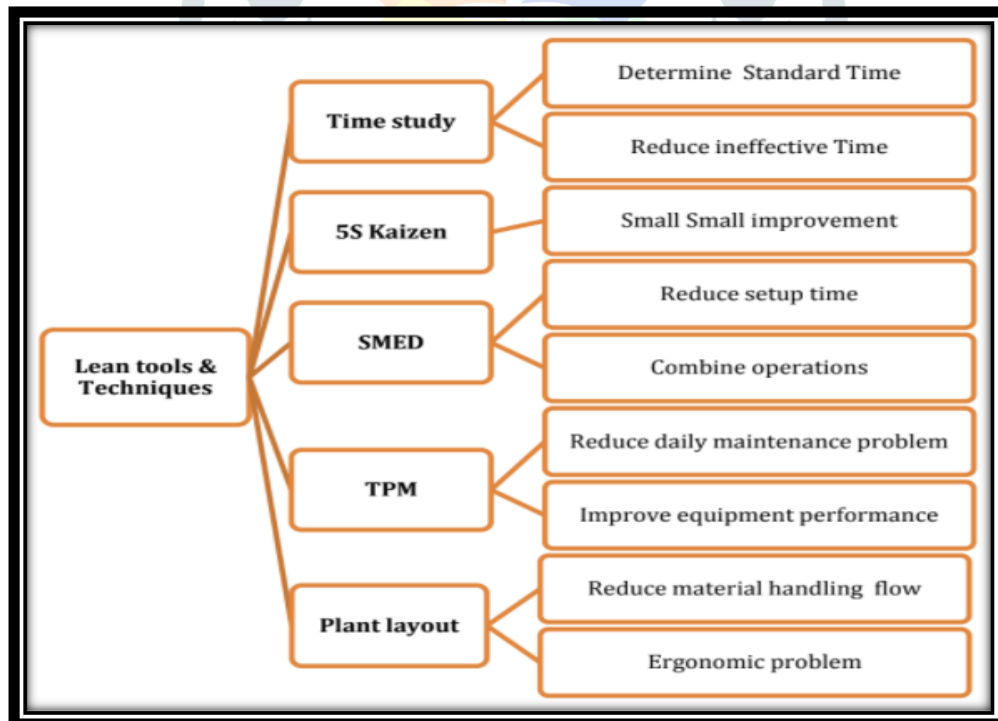 Lean tools &
Techniques
Time study
Determine Standard Time
Reduce ineffective Time
5S Kaizen
Small Small improvement
SMED
Reduce setup time
Combine operations
TPM
Reduce daily maintenance problem
Improve equipment performance
Plant layout
Reduce material handling flow
Ergonomic problem